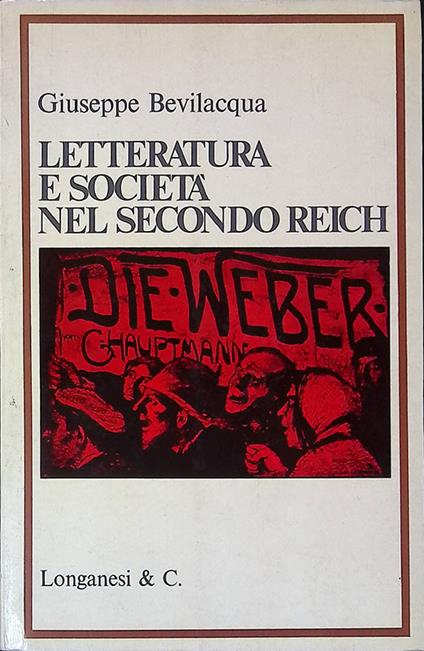 Giuseppe Bevilacqua
LETTERATURA
E SOCIETÀ
NEL SECONDO REICH
·DIE·WEBER·
G·HAUPTMANN
Longanesi & C.